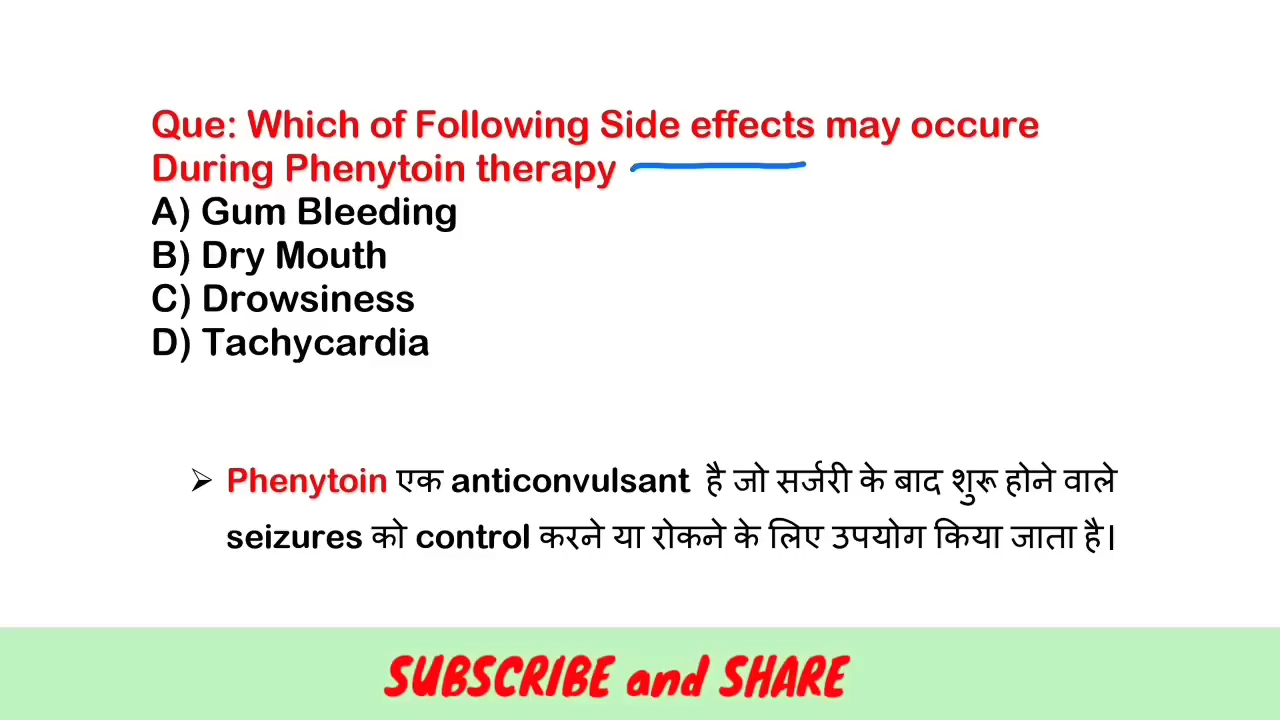 Que: Which of Following Side effects may occure
During Phenytoin therapy
A) Gum Bleeding
B) Dry Mouth
C) Drowsiness
D) Tachycardia
➢ Phenytoin एक anticonvulsant है जो सर्जरी के बाद शुरू होने वाले
seizures को control करने या रोकने के लिए उपयोग किया जाता है।
SUBSCRIBE and SHARE